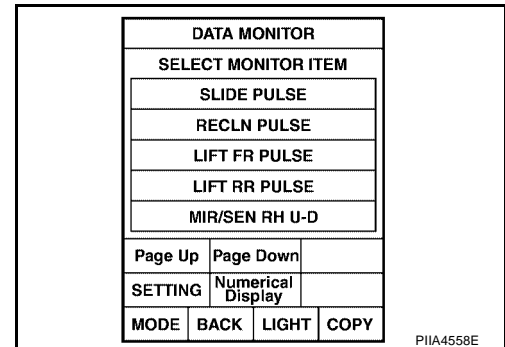 DATA MONITOR
SELECT MONITOR ITEM
SLIDE PULSE
RECLN PULSE
LIFT FR PULSE
LIFT RR PULSE
MIR/SEN RH U-D
Page Up Page Down
SETTING Numerical Display
MODE BACK LIGHT COPY
PIIA4558E